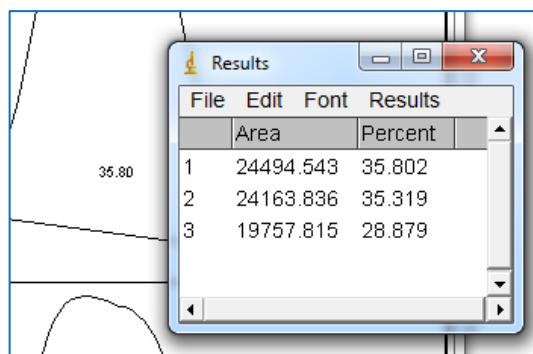 Results
File Edit Font Results
Area Percent
1 24494.543 35.802
2 24163.836 35.319
3 19757.815 28.879
35.80